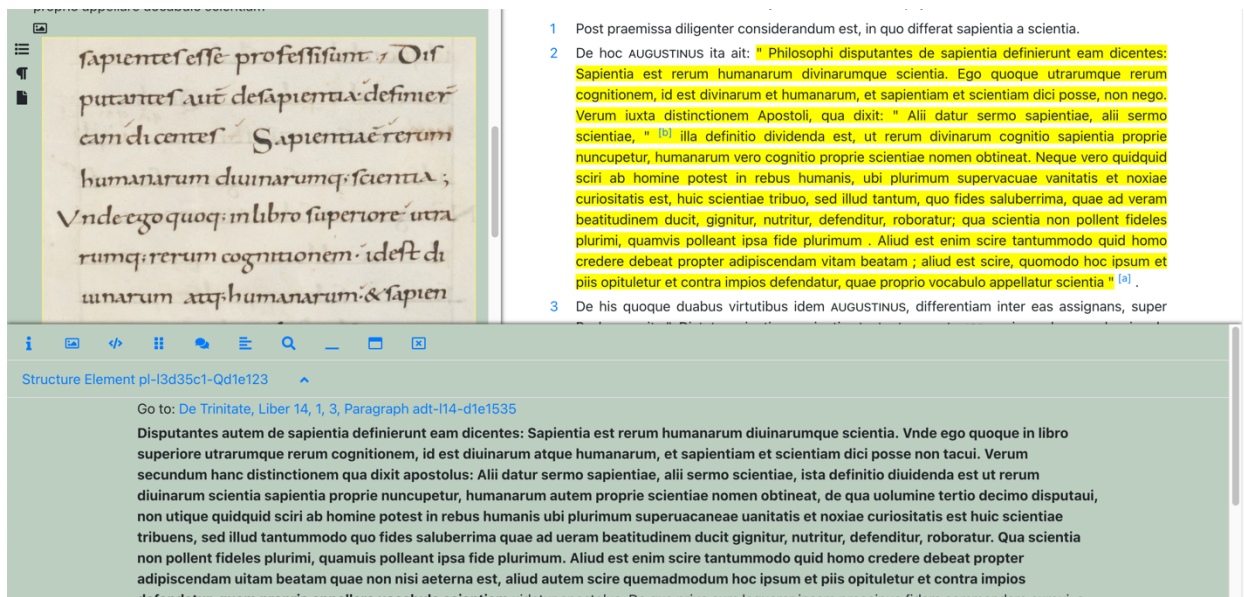 proprio appellare vocabulo scientiam
sapientes esse professi sunt ; Dis
putantes aut̄ de sapientia definier̄
eam dicentes Sapientia ē rerum
humanarum diuinarumq; scientia ;
Vnde ego quoq; in libro superiore utra
rumq; rerum cognitionem · id est di
uinarum atq; humanarum · & sapien
1 Post praemissa diligenter considerandum est, in quo differat sapientia a scientia.
2 De hoc AUGUSTINUS ita ait: " Philosophi disputantes de sapientia definierunt eam dicentes:
Sapientia est rerum humanarum divinarumque scientia. Ego quoque utrarumque rerum
cognitionem, id est divinarum et humanarum, et sapientiam et scientiam dici posse, non nego.
Verum iuxta distinctionem Apostoli, qua dixit: " Alii datur sermo sapientiae, alii sermo
scientiae, " [b] illa definitio dividenda est, ut rerum divinarum cognitio sapientia proprie
nuncupetur, humanarum vero cognitio proprie scientiae nomen obtineat. Neque vero quidquid
sciri ab homine potest in rebus humanis, ubi plurimum supervacuae vanitatis et noxiae
curiositatis est, huic scientiae tribuo, sed illud tantum, quo fides saluberrima, quae ad veram
beatitudinem ducit, gignitur, nutritur, defenditur, roboratur; qua scientia non pollent fideles
plurimi, quamvis polleant ipsa fide plurimum . Aliud est enim scire tantummodo quid homo
credere debeat propter adipiscendam vitam beatam ; aliud est scire, quomodo hoc ipsum et
piis opituletur et contra impios defendatur, quae proprio vocabulo appellatur scientia " [a] .
3 De his quoque duabus virtutibus idem AUGUSTINUS, differentiam inter eas assignans, super
Structure Element pl-l3d35c1-Qd1e123
Go to: De Trinitate, Liber 14, 1, 3, Paragraph adt-l14-d1e1535
Disputantes autem de sapientia definierunt eam dicentes: Sapientia est rerum humanarum diuinarumque scientia. Vnde ego quoque in libro
superiore utrarumque rerum cognitionem, id est diuinarum atque humanarum, et sapientiam et scientiam dici posse non tacui. Verum
secundum hanc distinctionem qua dixit apostolus: Alii datur sermo sapientiae, alii sermo scientiae, ista definitio diuidenda est ut rerum
diuinarum scientia sapientia proprie nuncupetur, humanarum autem proprie scientiae nomen obtineat, de qua uolumine tertio decimo disputaui,
non utique quidquid sciri ab homine potest in rebus humanis ubi plurimum superuacaneae uanitatis et noxiae curiositatis est huic scientiae
tribuens, sed illud tantummodo quo fides saluberrima quae ad ueram beatitudinem ducit gignitur, nutritur, defenditur, roboratur. Qua scientia
non pollent fideles plurimi, quamuis polleant ipsa fide plurimum. Aliud est enim scire tantummodo quid homo credere debeat propter
adipiscendam uitam beatam quae non nisi aeterna est, aliud autem scire quemadmodum hoc ipsum et piis opituletur et contra impios